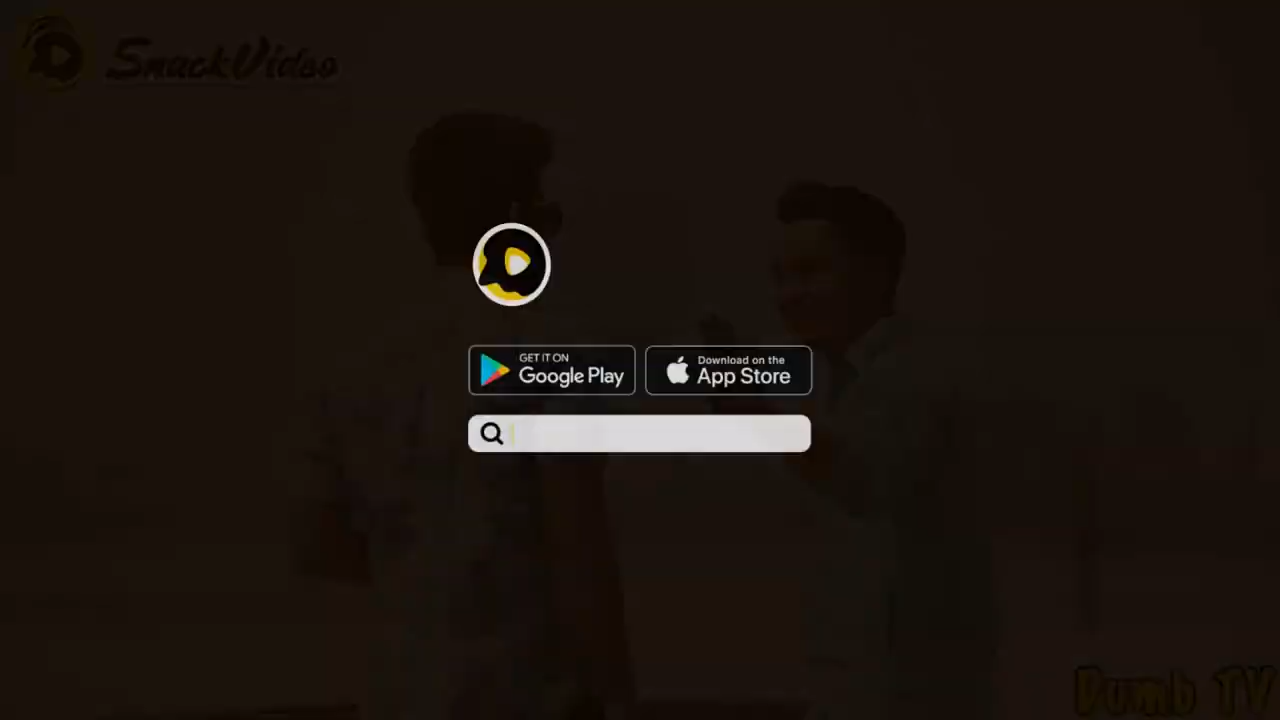 SnackVideo
GET IT ON
Google Play
Download on the
App Store
Dumb TV